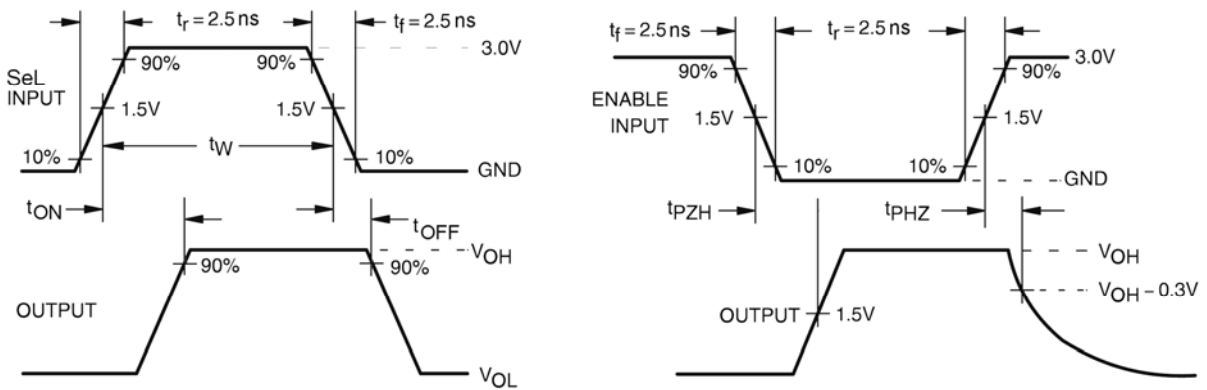 tr = 2.5 ns
tf = 2.5 ns
3.0V
90%
90%
SeL
INPUT
1.5V
1.5V
tW
10%
10%
GND
tON
tOFF
VOH
90%
90%
OUTPUT
VOL
tf = 2.5 ns
tr = 2.5 ns
3.0V
90%
90%
ENABLE
INPUT
1.5V
1.5V
10%
10%
GND
tPZH
tPHZ
VOH
VOH – 0.3V
OUTPUT
1.5V